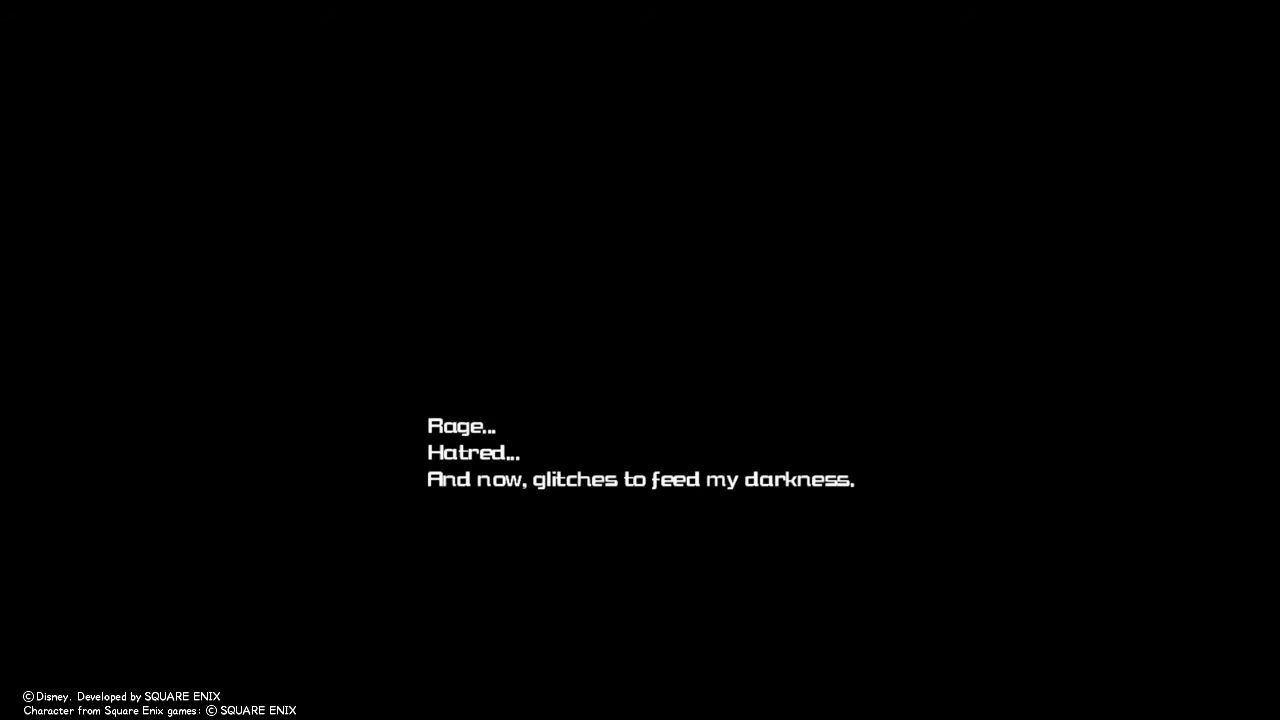 Rage...
Hatred...
And now, glitches to feed my darkness.
©Disney. Developed by SQUARE ENIX
Character from Square Enix games: © SQUARE ENIX